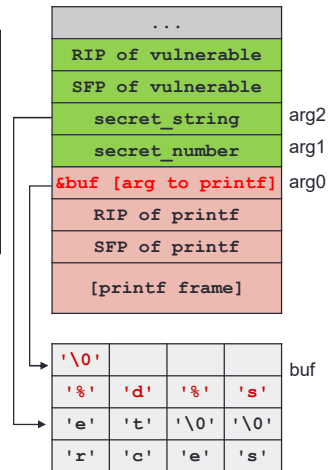 ...
RIP of vulnerable
SFP of vulnerable
secret_string arg2
secret_number arg1
&buf [arg to printf] arg0
RIP of printf
SFP of printf
[printf frame]
'\0' buf
'%' 'd' '%' 's'
'e' 't' '\0' '\0'
'r' 'c' 'e' 's'